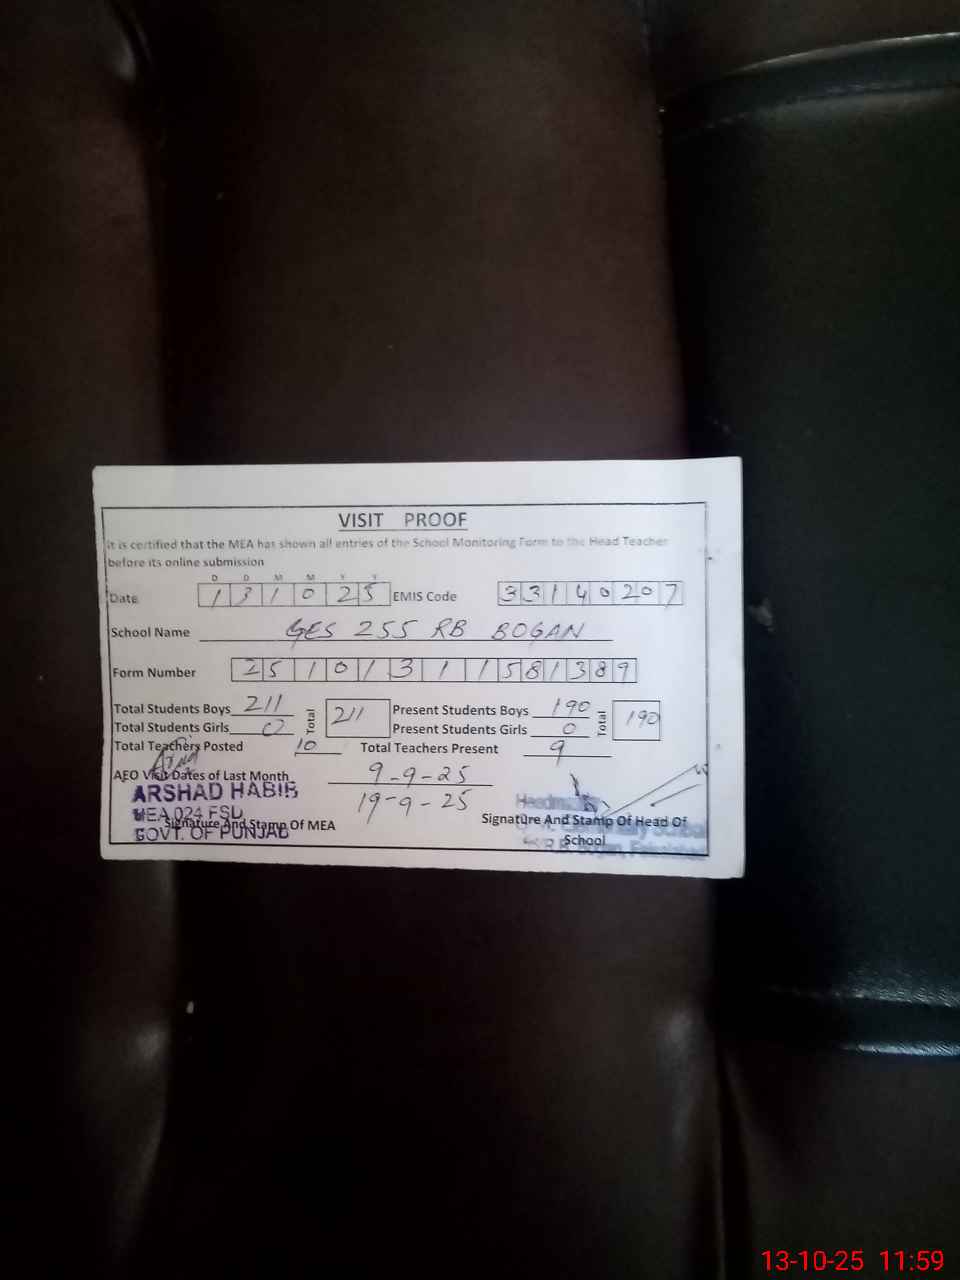 VISIT PROOF
It is certified that the MEA has shown all entries of the School Monitoring Form to the Head Teacher
before its online submission
D D M M Y Y
Date 1 3 1 0 2 5 EMIS Code 3 3 1 4 0 2 0 7
School Name GES 255 RB BOGAN
Form Number 2 5 1 0 1 3 1 1 5 8 1 3 8 9
Total Students Boys 211 Total 211 Present Students Boys 190 Total 190
Total Students Girls Present Students Girls 0
Total Teachers Posted 10 Total Teachers Present 9
AEO Visit Dates of Last Month 9-9-25
19-9-25
ARSHAD HABIB
MEA 024 FSD
GOVT. OF PUNJAB
Signature And Stamp Of MEA
Signature And Stamp Of Head Of
School
13-10-25 11:59